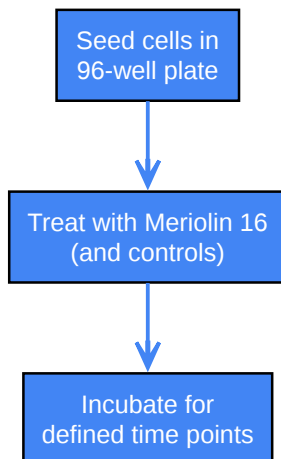 Seed cells in
96-well plate
Treat with Meriolin 16
(and controls)
Incubate for
defined time points